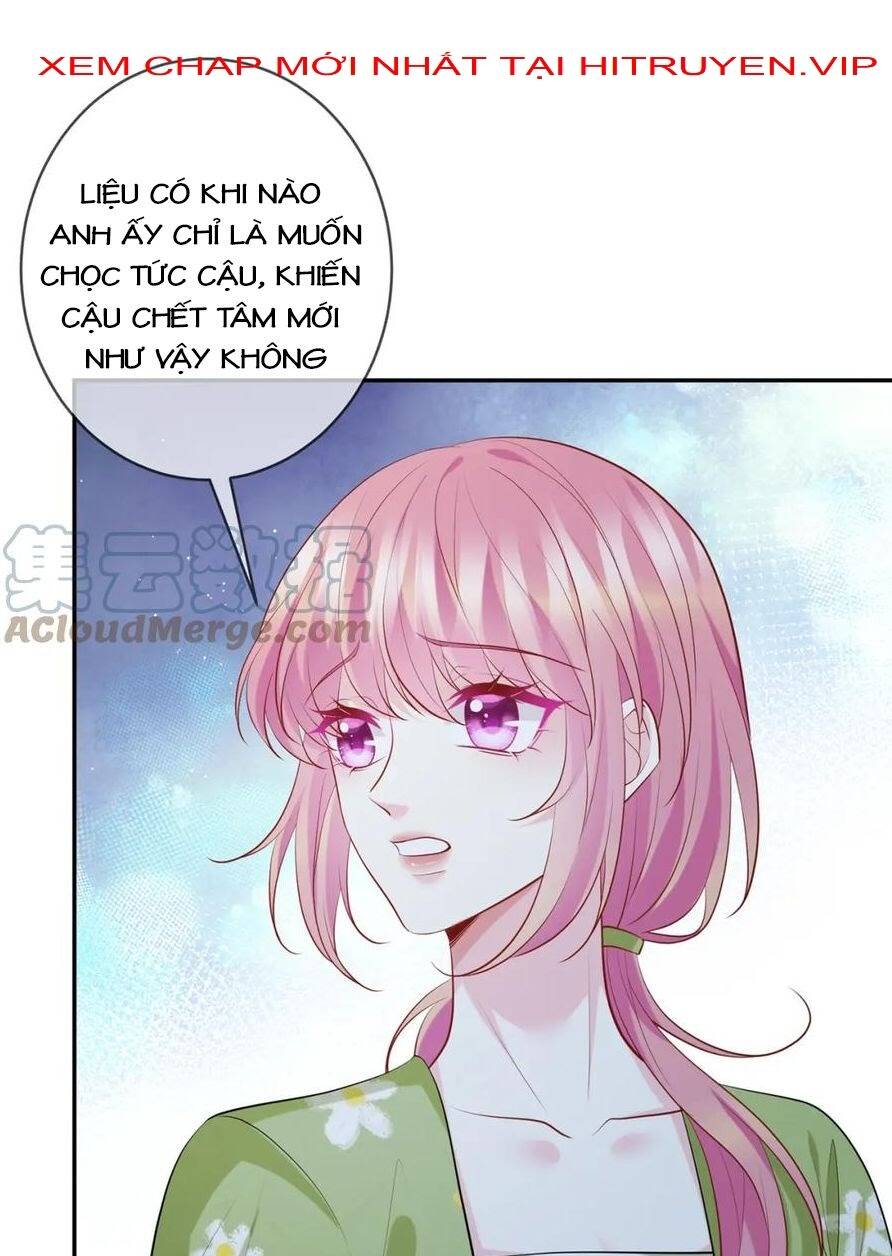 XEM CHAP MỚI NHẤT TẠI HITRUYEN.VIP
LIỆU CÓ KHI NÀO
ANH ẤY CHỈ LÀ MUỐN
CHỌC TỨC CẬU, KHIẾN
CẬU CHẾT TÂM MỚI
NHƯ VẬY KHÔNG
集云数据
ACloudMerge.com